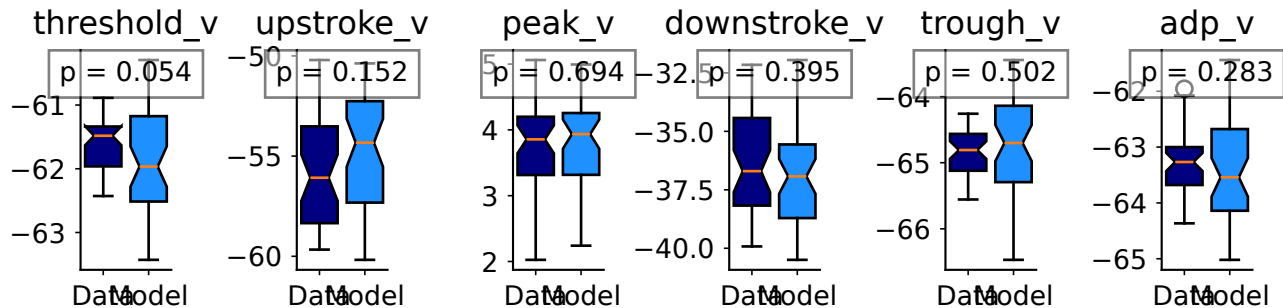 threshold_v upstroke_v peak_v downstroke_v trough_v adp_v
p = 0.054 p = 0.152 p = 0.694 p = 0.395 p = 0.502 p = 0.283
−61
−62
−63
Data Model
−50
−55
−60
Data Model
5
4
3
2
Data Model
−32.5
−35.0
−37.5
−40.0
Data Model
−64
−65
−66
Data Model
−62
−63
−64
−65
Data Model